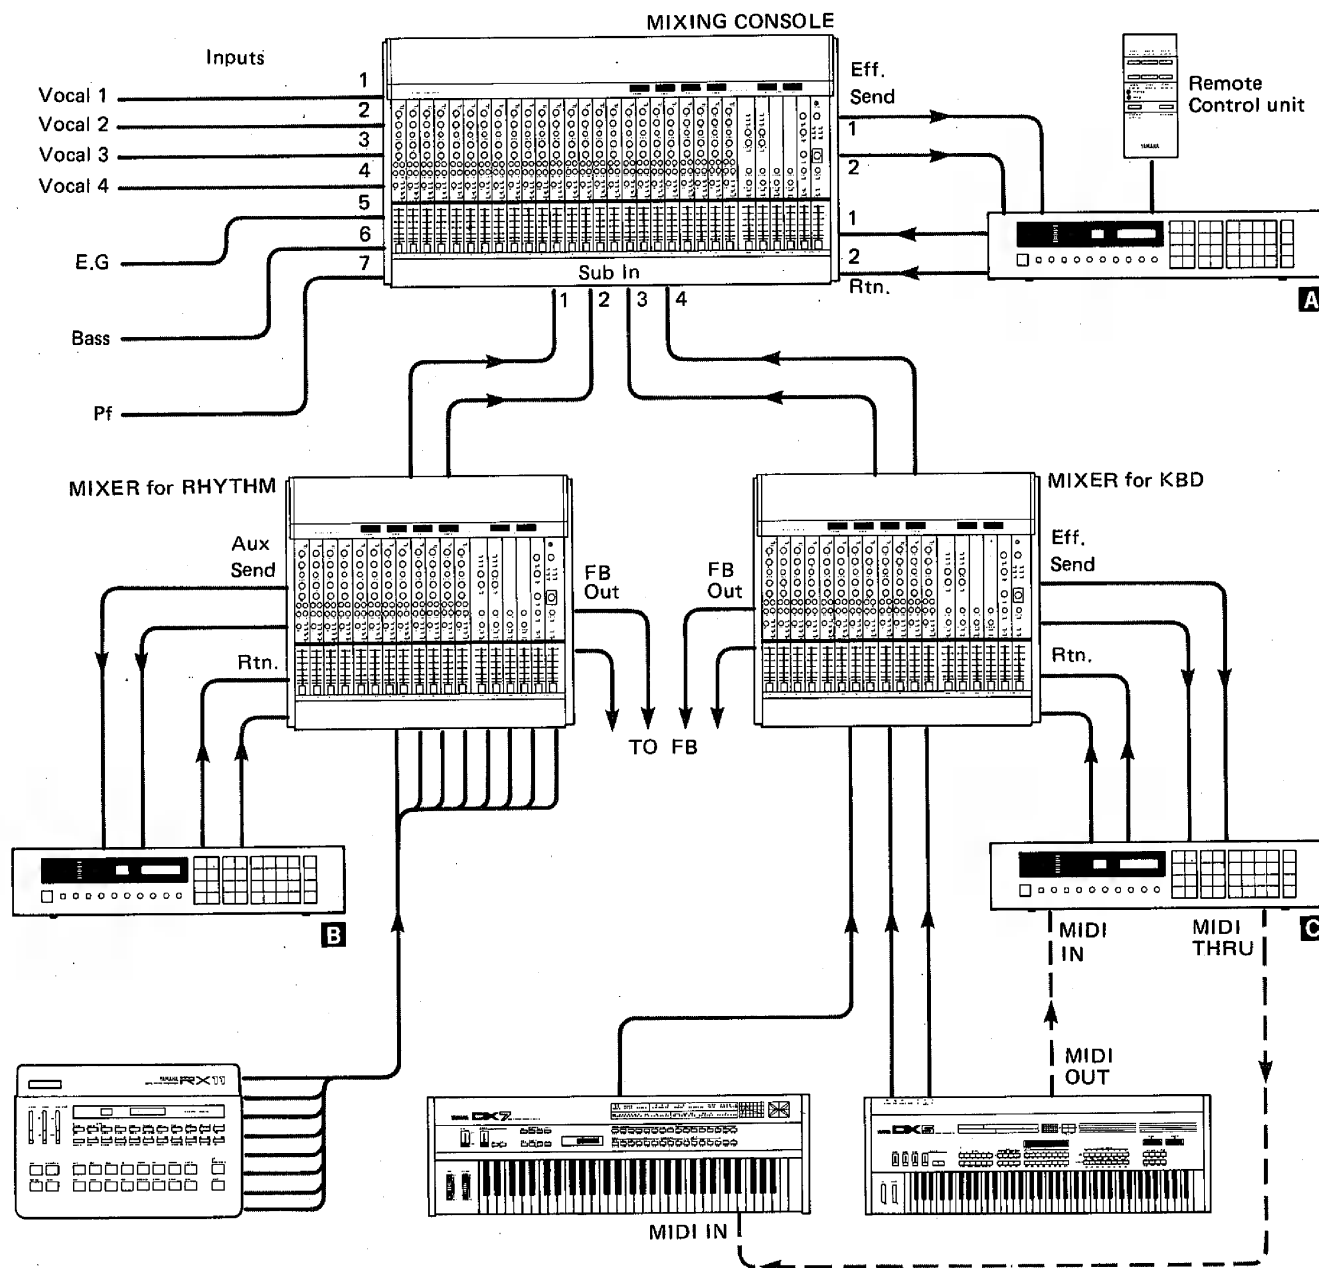 MIXING CONSOLE
Inputs
Vocal 1
Vocal 2
Vocal 3
Vocal 4
E.G
Bass
Pf
1
2
3
4
5
6
7
Eff.
Send
1
2
1
2
Rtn.
Remote
Control unit
YAMAHA
A
Sub In
1
2
3
4
MIXER for RHYTHM
Aux
Send
Rtn.
FB
Out
MIXER for KBD
FB
Out
Eff.
Send
Rtn.
TO FB
B
C
MIDI
IN
MIDI
THRU
MIDI
OUT
YAMAHA RX11
YAMAHA DX7
MIDI IN